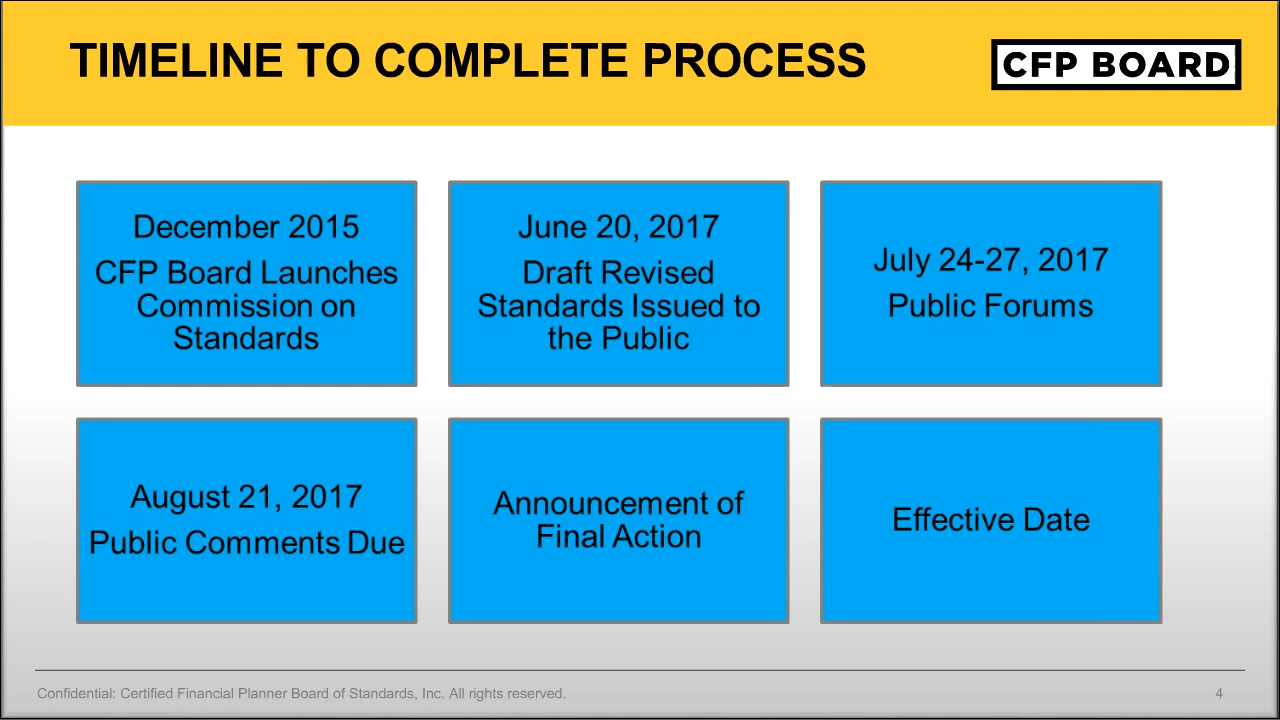 TIMELINE TO COMPLETE PROCESS
CFP BOARD
December 2015
CFP Board Launches
Commission on
Standards
June 20, 2017
Draft Revised
Standards Issued to
the Public
July 24-27, 2017
Public Forums
August 21, 2017
Public Comments Due
Announcement of
Final Action
Effective Date
Confidential: Certified Financial Planner Board of Standards, Inc. All rights reserved.
4